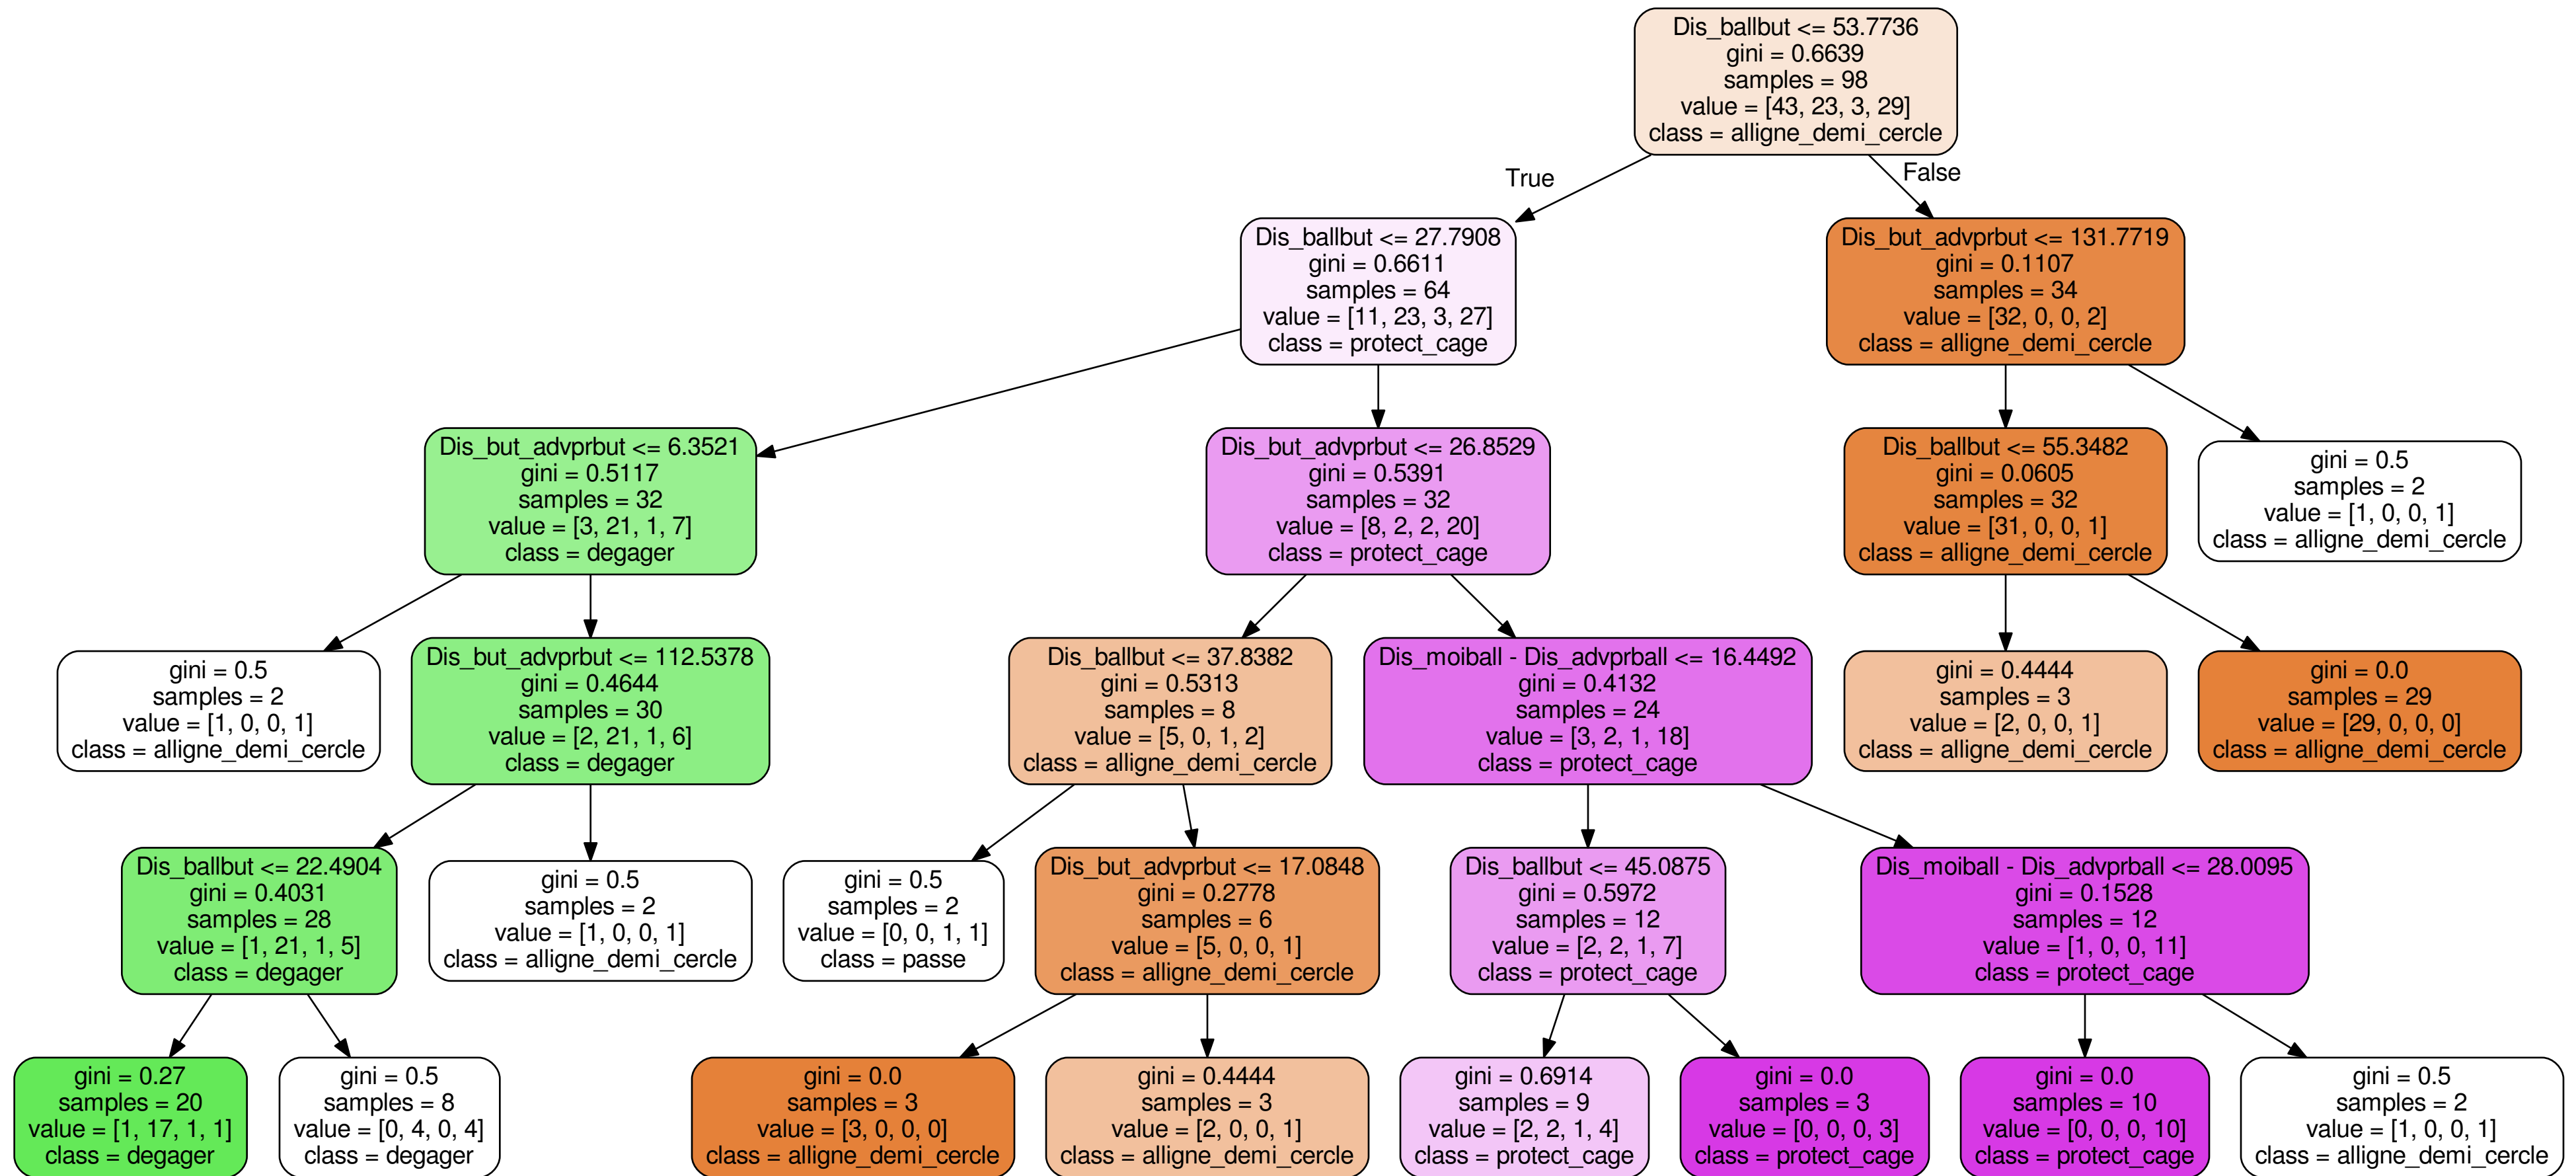 Dis_ballbut <= 53.7736
gini = 0.6639
samples = 98
value = [43, 23, 3, 29]
class = alligne_demi_cercle
True
False
Dis_ballbut <= 27.7908
gini = 0.6611
samples = 64
value = [11, 23, 3, 27]
class = protect_cage
Dis_but_advprbut <= 131.7719
gini = 0.1107
samples = 34
value = [32, 0, 0, 2]
class = alligne_demi_cercle
Dis_but_advprbut <= 6.3521
gini = 0.5117
samples = 32
value = [3, 21, 1, 7]
class = degager
Dis_but_advprbut <= 26.8529
gini = 0.5391
samples = 32
value = [8, 2, 2, 20]
class = protect_cage
Dis_ballbut <= 55.3482
gini = 0.0605
samples = 32
value = [31, 0, 0, 1]
class = alligne_demi_cercle
gini = 0.5
samples = 2
value = [1, 0, 0, 1]
class = alligne_demi_cercle
gini = 0.5
samples = 2
value = [1, 0, 0, 1]
class = alligne_demi_cercle
Dis_but_advprbut <= 112.5378
gini = 0.4644
samples = 30
value = [2, 21, 1, 6]
class = degager
Dis_ballbut <= 37.8382
gini = 0.5313
samples = 8
value = [5, 0, 1, 2]
class = alligne_demi_cercle
Dis_moiball - Dis_advprball <= 16.4492
gini = 0.4132
samples = 24
value = [3, 2, 1, 18]
class = protect_cage
gini = 0.4444
samples = 3
value = [2, 0, 0, 1]
class = alligne_demi_cercle
gini = 0.0
samples = 29
value = [29, 0, 0, 0]
class = alligne_demi_cercle
Dis_ballbut <= 22.4904
gini = 0.4031
samples = 28
value = [1, 21, 1, 5]
class = degager
gini = 0.5
samples = 2
value = [1, 0, 0, 1]
class = alligne_demi_cercle
gini = 0.5
samples = 2
value = [0, 0, 1, 1]
class = passe
Dis_but_advprbut <= 17.0848
gini = 0.2778
samples = 6
value = [5, 0, 0, 1]
class = alligne_demi_cercle
Dis_ballbut <= 45.0875
gini = 0.5972
samples = 12
value = [2, 2, 1, 7]
class = protect_cage
Dis_moiball - Dis_advprball <= 28.0095
gini = 0.1528
samples = 12
value = [1, 0, 0, 11]
class = protect_cage
gini = 0.27
samples = 20
value = [1, 17, 1, 1]
class = degager
gini = 0.5
samples = 8
value = [0, 4, 0, 4]
class = degager
gini = 0.0
samples = 3
value = [3, 0, 0, 0]
class = alligne_demi_cercle
gini = 0.4444
samples = 3
value = [2, 0, 0, 1]
class = alligne_demi_cercle
gini = 0.6914
samples = 9
value = [2, 2, 1, 4]
class = protect_cage
gini = 0.0
samples = 3
value = [0, 0, 0, 3]
class = protect_cage
gini = 0.0
samples = 10
value = [0, 0, 0, 10]
class = protect_cage
gini = 0.5
samples = 2
value = [1, 0, 0, 1]
class = alligne_demi_cercle